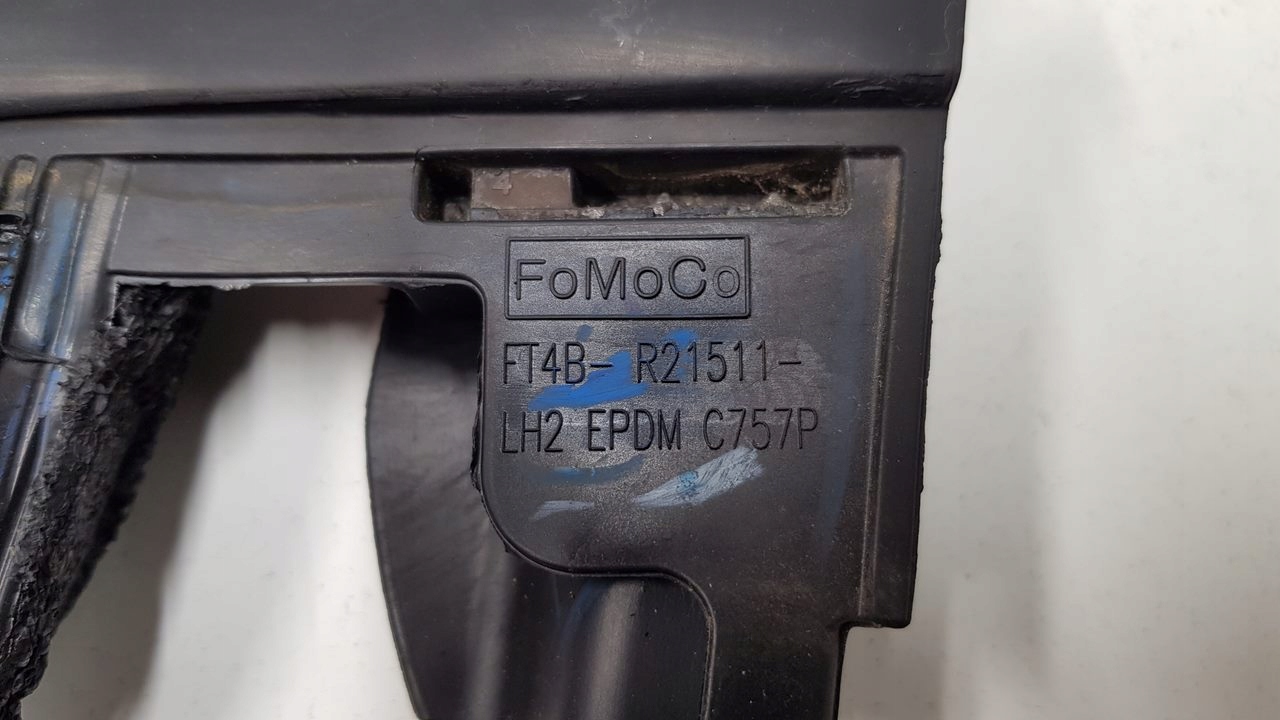 FoMoCo
FT4B- R21511-
LH2 EPDM C757P